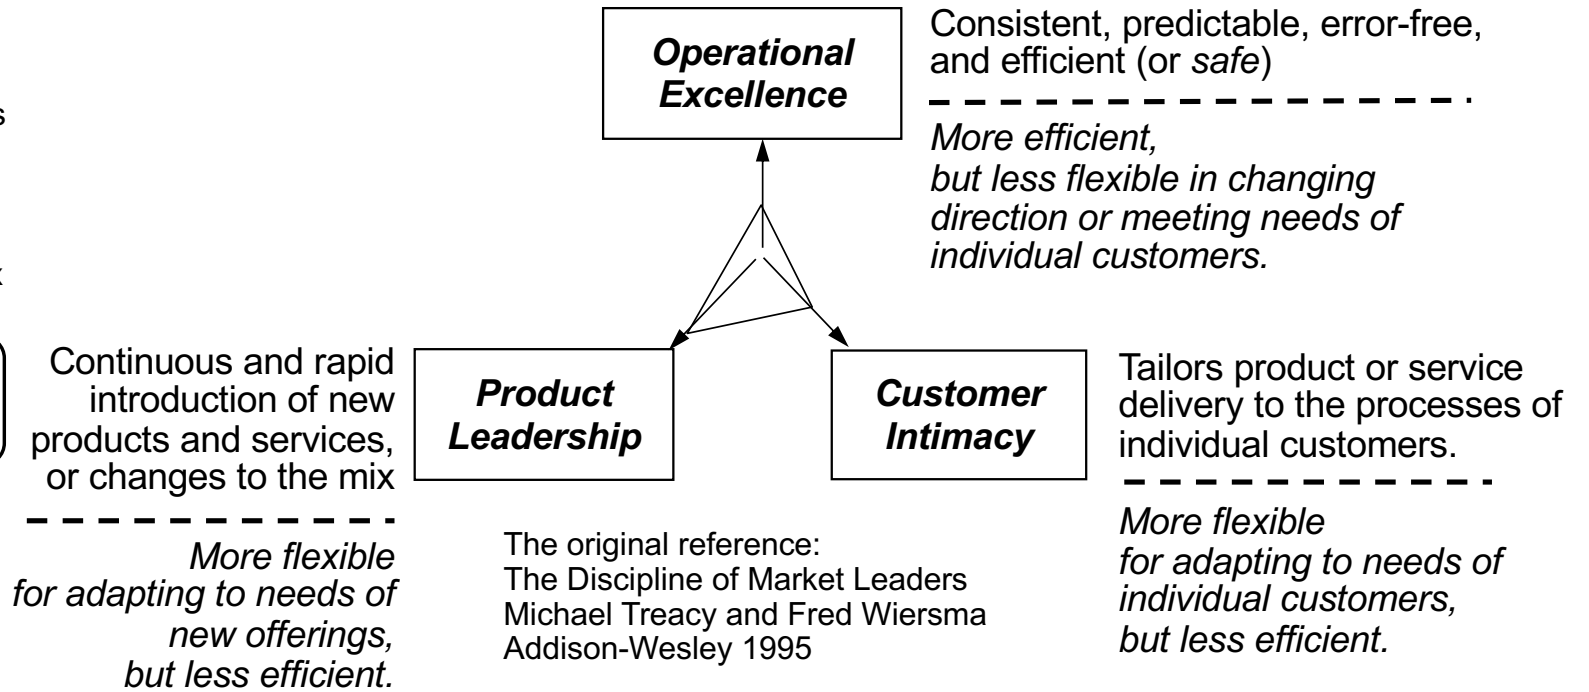 Operational
Excellence
Consistent, predictable, error-free,
and efficient (or safe)
More efficient,
but less flexible in changing
direction or meeting needs of
individual customers.
Continuous and rapid
introduction of new
products and services,
or changes to the mix
More flexible
for adapting to needs of
new offerings,
but less efficient.
Product
Leadership
Customer
Intimacy
Tailors product or service
delivery to the processes of
individual customers.
More flexible
for adapting to needs of
individual customers,
but less efficient.
The original reference:
The Discipline of Market Leaders
Michael Treacy and Fred Wiersma
Addison-Wesley 1995